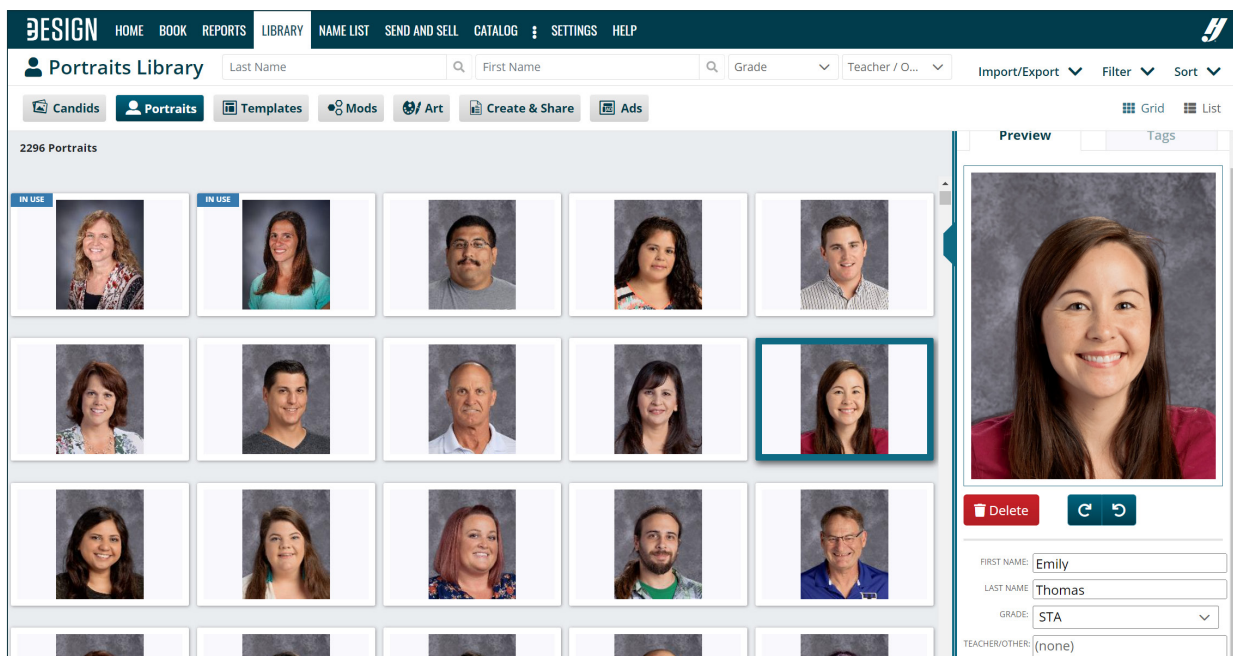 DESIGN HOME BOOK REPORTS LIBRARY NAME LIST SEND AND SELL CATALOG SETTINGS HELP
Portraits Library Last Name First Name Grade Teacher / O... Import/Export Filter Sort
Candids Portraits Templates Mods Art Create & Share Ads Grid List
2296 Portraits
Preview Tags
IN USE IN USE
Delete
FIRST NAME: Emily
LAST NAME Thomas
GRADE: STA
TEACHER/OTHER: (none)